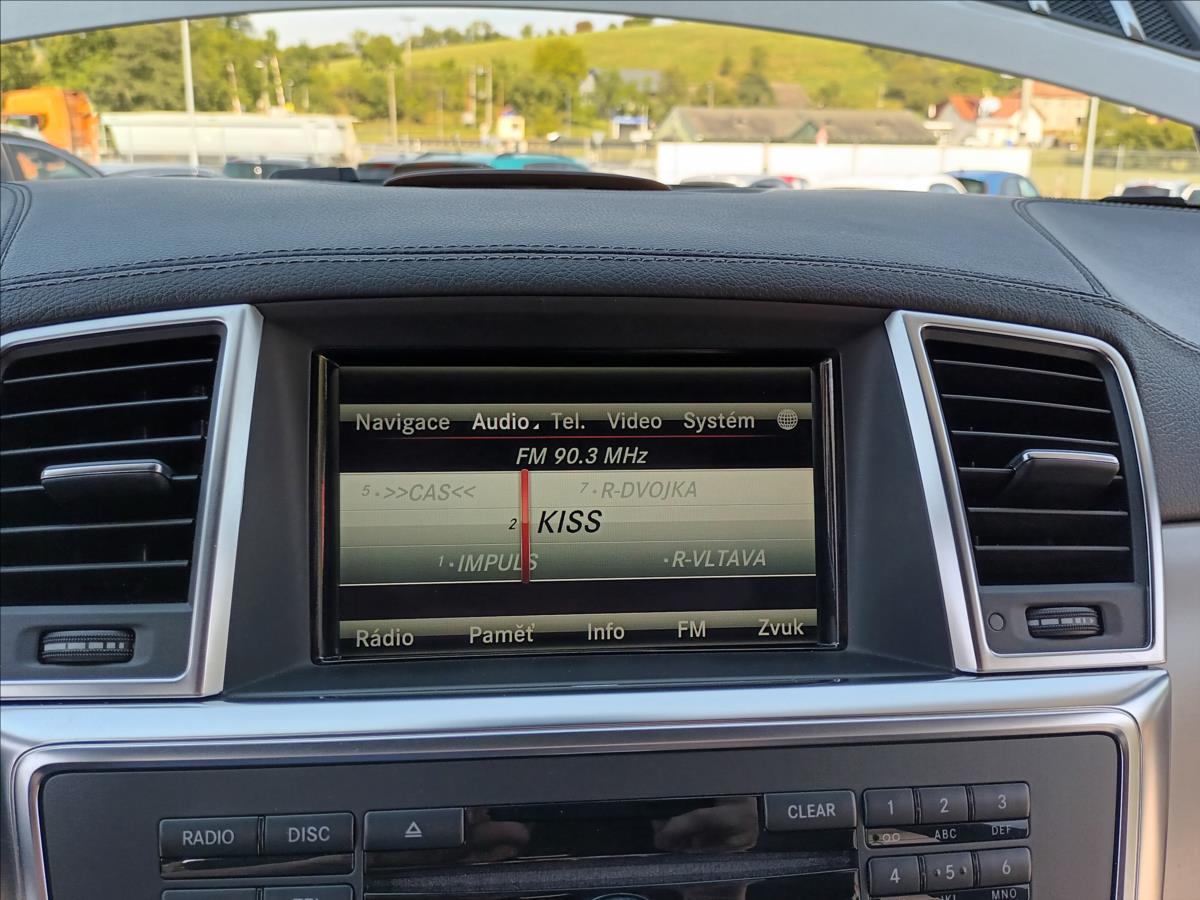 Navigace Audio Tel. Video Systém
FM 90.3 MHz
5 · >>CAS<< 7 · R-DVOJKA
2 KISS
1 · IMPULS · R-VLTAVA
Rádio Paměť Info FM Zvuk
RADIO DISC CLEAR 1 2 3
ABC DEF
4 5 6
MNO